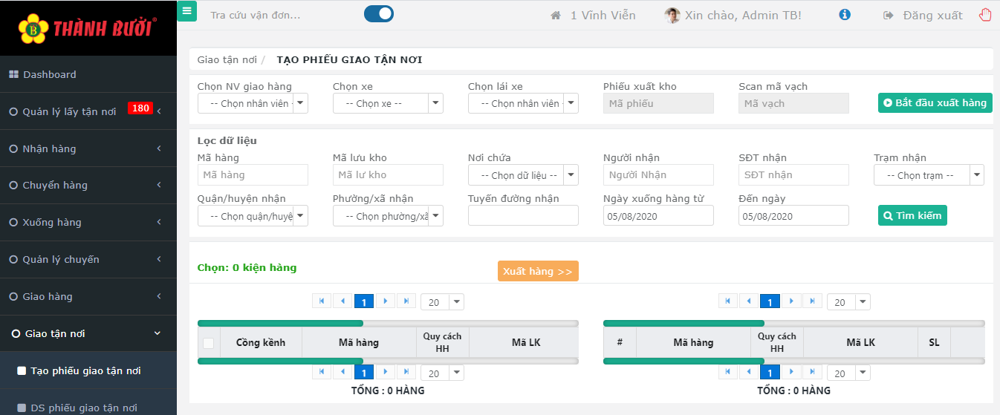 THÀNH BƯỞI®
B
Tra cứu vận đơn...
1 Vĩnh Viễn
Xin chào, Admin TB!
Đăng xuất
Dashboard
Quản lý lấy tận nơi 180
Nhận hàng
Chuyển hàng
Xuống hàng
Quản lý chuyến
Giao hàng
Giao tận nơi
Tạo phiếu giao tận nơi
DS phiếu giao tận nơi
Giao tận nơi / TẠO PHIẾU GIAO TẬN NƠI
Chọn NV giao hàng Chọn xe Chọn lái xe Phiếu xuất kho Scan mã vạch
-- Chọn nhân viên - -- Chọn xe -- -- Chọn nhân viên - Mã phiếu Mã vạch Bắt đầu xuất hàng
Lọc dữ liệu
Mã hàng Mã lưu kho Nơi chứa Người nhận SĐT nhận Trạm nhận
Mã hàng Mã lư kho -- Chọn dữ liệu -- Người Nhận SĐT nhận -- Chọn trạm --
Quận/huyện nhận Phường/xã nhận Tuyến đường nhận Ngày xuống hàng từ Đến ngày
-- Chọn quận/huyệ -- Chọn phường/xã 05/08/2020 05/08/2020 Tìm kiếm
Chọn: 0 kiện hàng Xuất hàng >>
1 20
Cồng kềnh Mã hàng Quy cách HH Mã LK
1 20
TỔNG : 0 HÀNG
1 20
# Mã hàng Quy cách HH Mã LK SL
1 20
TỔNG : 0 HÀNG